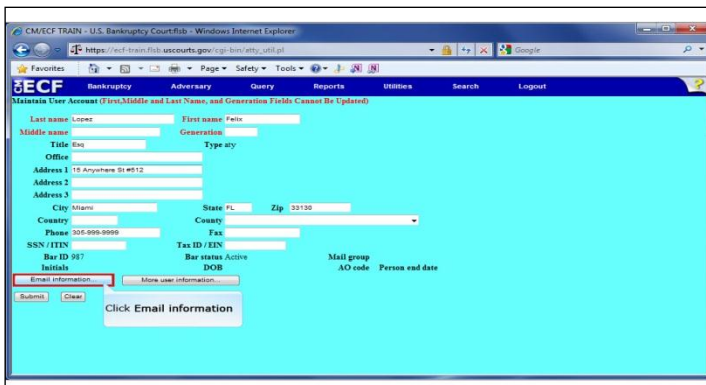 CM/ECF TRAIN - U.S. Bankruptcy Court:flsb - Windows Internet Explorer
https://ecf-train.flsb.uscourts.gov/cgi-bin/atty_util.pl
Google
Favorites Page Safety Tools
ECF Bankruptcy Adversary Query Reports Utilities Search Logout ?
Maintain User Account (First,Middle and Last Name, and Generation Fields Cannot Be Updated)
Last name Lopez First name Felix
Middle name Generation
Title Esq Type aty
Office
Address 1 15 Anywhere St #512
Address 2
Address 3
City Miami State FL Zip 33130
Country County
Phone 305-999-9999 Fax
SSN / ITIN Tax ID / EIN
Bar ID 987 Bar status Active Mail group
Initials DOB AO code Person end date
Email information... More user information...
Submit Clear
Click Email information